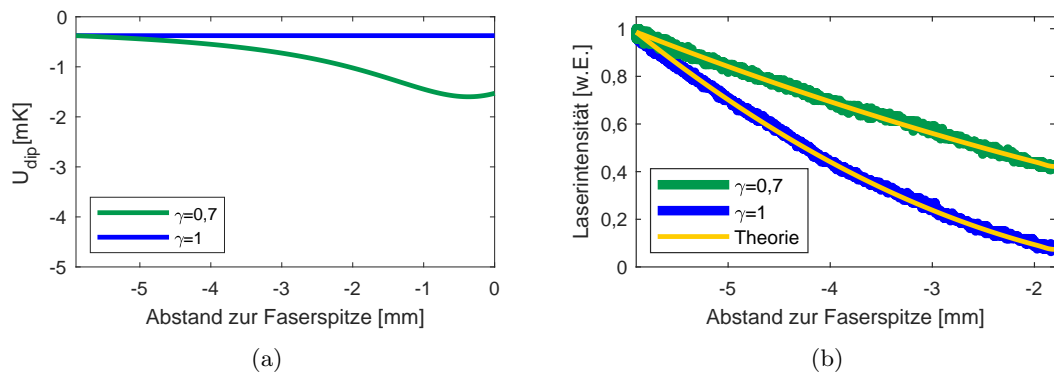 0
-1
-2
-3
-4
-5
U_dip[mK]
γ=0,7
γ=1
-5
-4
-3
-2
-1
0
Abstand zur Faserspitze [mm]
(a)
1
0,8
0,6
0,4
0,2
0
Laserintensität [w.E.]
γ=0,7
γ=1
Theorie
-5
-4
-3
-2
Abstand zur Faserspitze [mm]
(b)